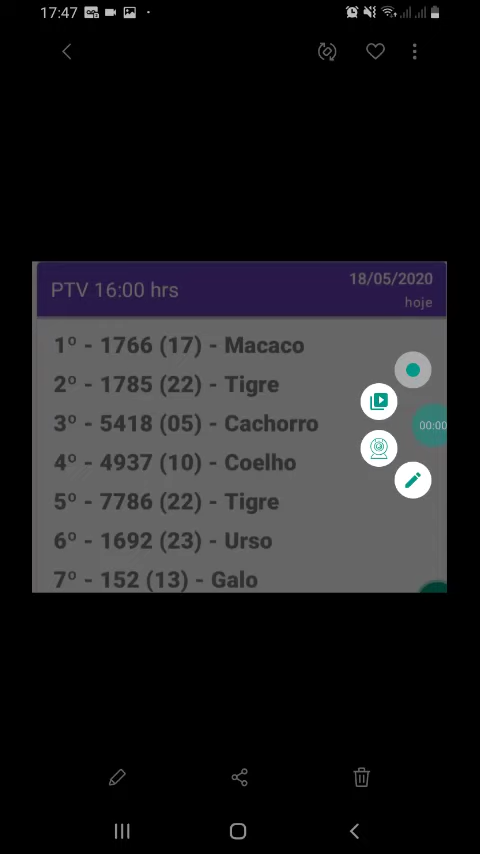 17:47
18/05/2020
PTV 16:00 hrs
hoje
1º - 1766 (17) - Macaco
2º - 1785 (22) - Tigre
3º - 5418 (05) - Cachorro
00:00
4º - 4937 (10) - Coelho
5º - 7786 (22) - Tigre
6º - 1692 (23) - Urso
7º - 152 (13) - Galo